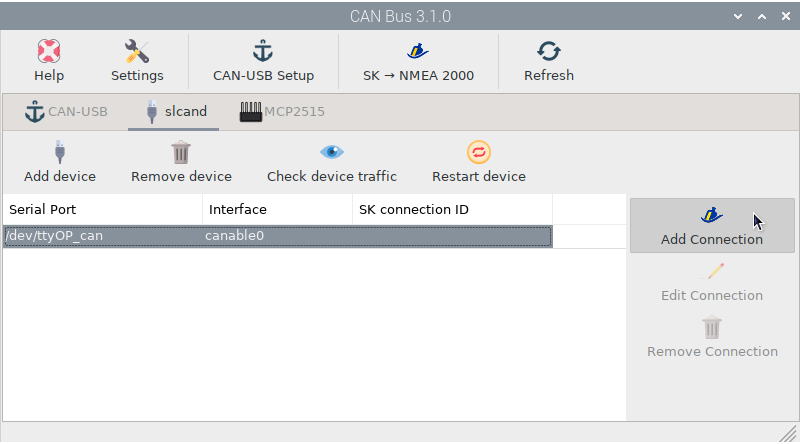 CAN Bus 3.1.0
Help Settings CAN-USB Setup SK → NMEA 2000 Refresh
CAN-USB slcand MCP2515
Add device Remove device Check device traffic Restart device
Serial Port Interface SK connection ID
/dev/ttyOP_can canable0
Add Connection
Edit Connection
Remove Connection